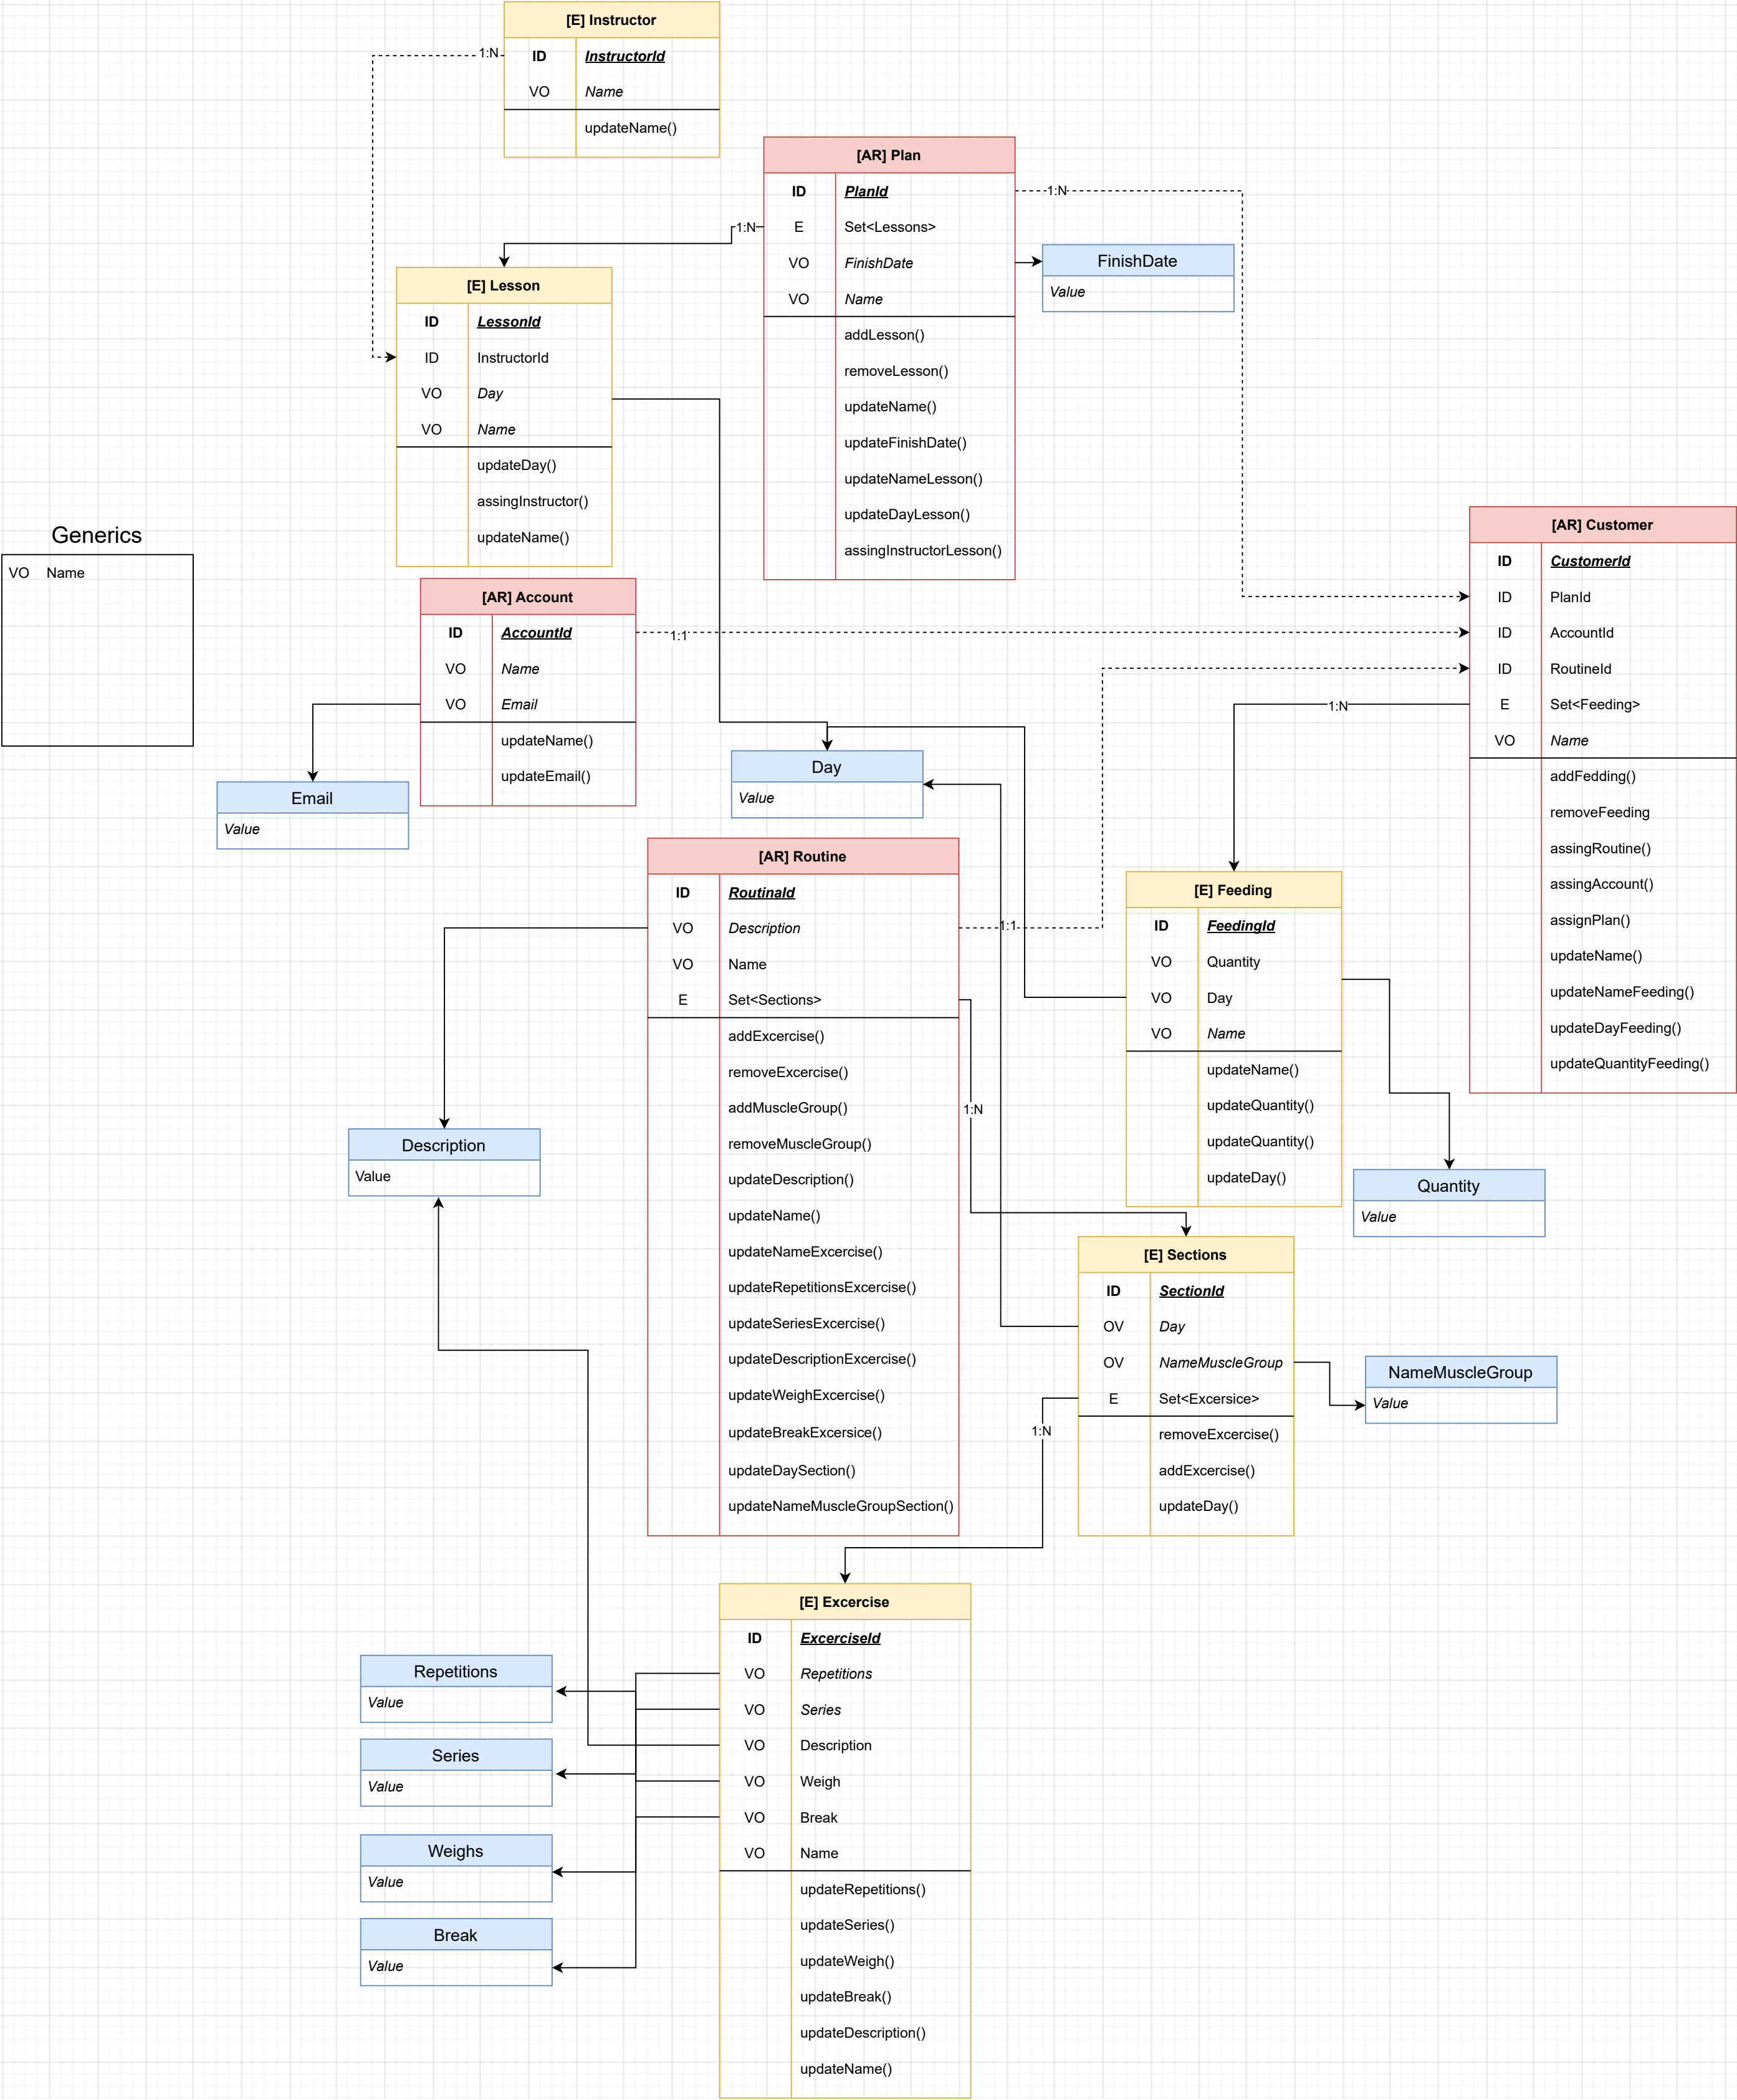 [E] Instructor
1:N
ID InstructorId
VO Name
updateName()
[AR] Plan
ID PlanId
1:N
1:N
E Set<Lessons>
VO FinishDate
VO Name
addLesson()
removeLesson()
updateName()
updateFinishDate()
updateNameLesson()
updateDayLesson()
assingInstructorLesson()
FinishDate
Value
[E] Lesson
ID LessonId
ID InstructorId
VO Day
VO Name
updateDay()
assingInstructor()
updateName()
Generics
VO Name
[AR] Account
ID AccountId
1:1
VO Name
VO Email
updateName()
updateEmail()
Email
Value
Day
Value
[AR] Customer
ID CustomerId
ID PlanId
ID AccountId
ID RoutineId
1:N
E Set<Feeding>
VO Name
addFedding()
removeFeeding
assingRoutine()
assingAccount()
assignPlan()
updateName()
updateNameFeeding()
updateDayFeeding()
updateQuantityFeeding()
[AR] Routine
ID RoutinaId
VO Description
1:1
VO Name
E Set<Sections>
addExcercise()
removeExcercise()
addMuscleGroup()
removeMuscleGroup()
updateDescription()
updateName()
updateNameExcercise()
updateRepetitionsExcercise()
updateSeriesExcercise()
updateDescriptionExcercise()
updateWeighExcercise()
updateBreakExcersice()
updateDaySection()
updateNameMuscleGroupSection()
1:N
[E] Feeding
ID FeedingId
VO Quantity
VO Day
VO Name
updateName()
updateQuantity()
updateQuantity()
updateDay()
Description
Value
Quantity
Value
[E] Sections
ID SectionId
OV Day
OV NameMuscleGroup
E Set<Excersice>
removeExcercise()
addExcercise()
updateDay()
1:N
NameMuscleGroup
Value
[E] Excercise
ID ExcerciseId
VO Repetitions
VO Series
VO Description
VO Weigh
VO Break
VO Name
updateRepetitions()
updateSeries()
updateWeigh()
updateBreak()
updateDescription()
updateName()
Repetitions
Value
Series
Value
Weighs
Value
Break
Value